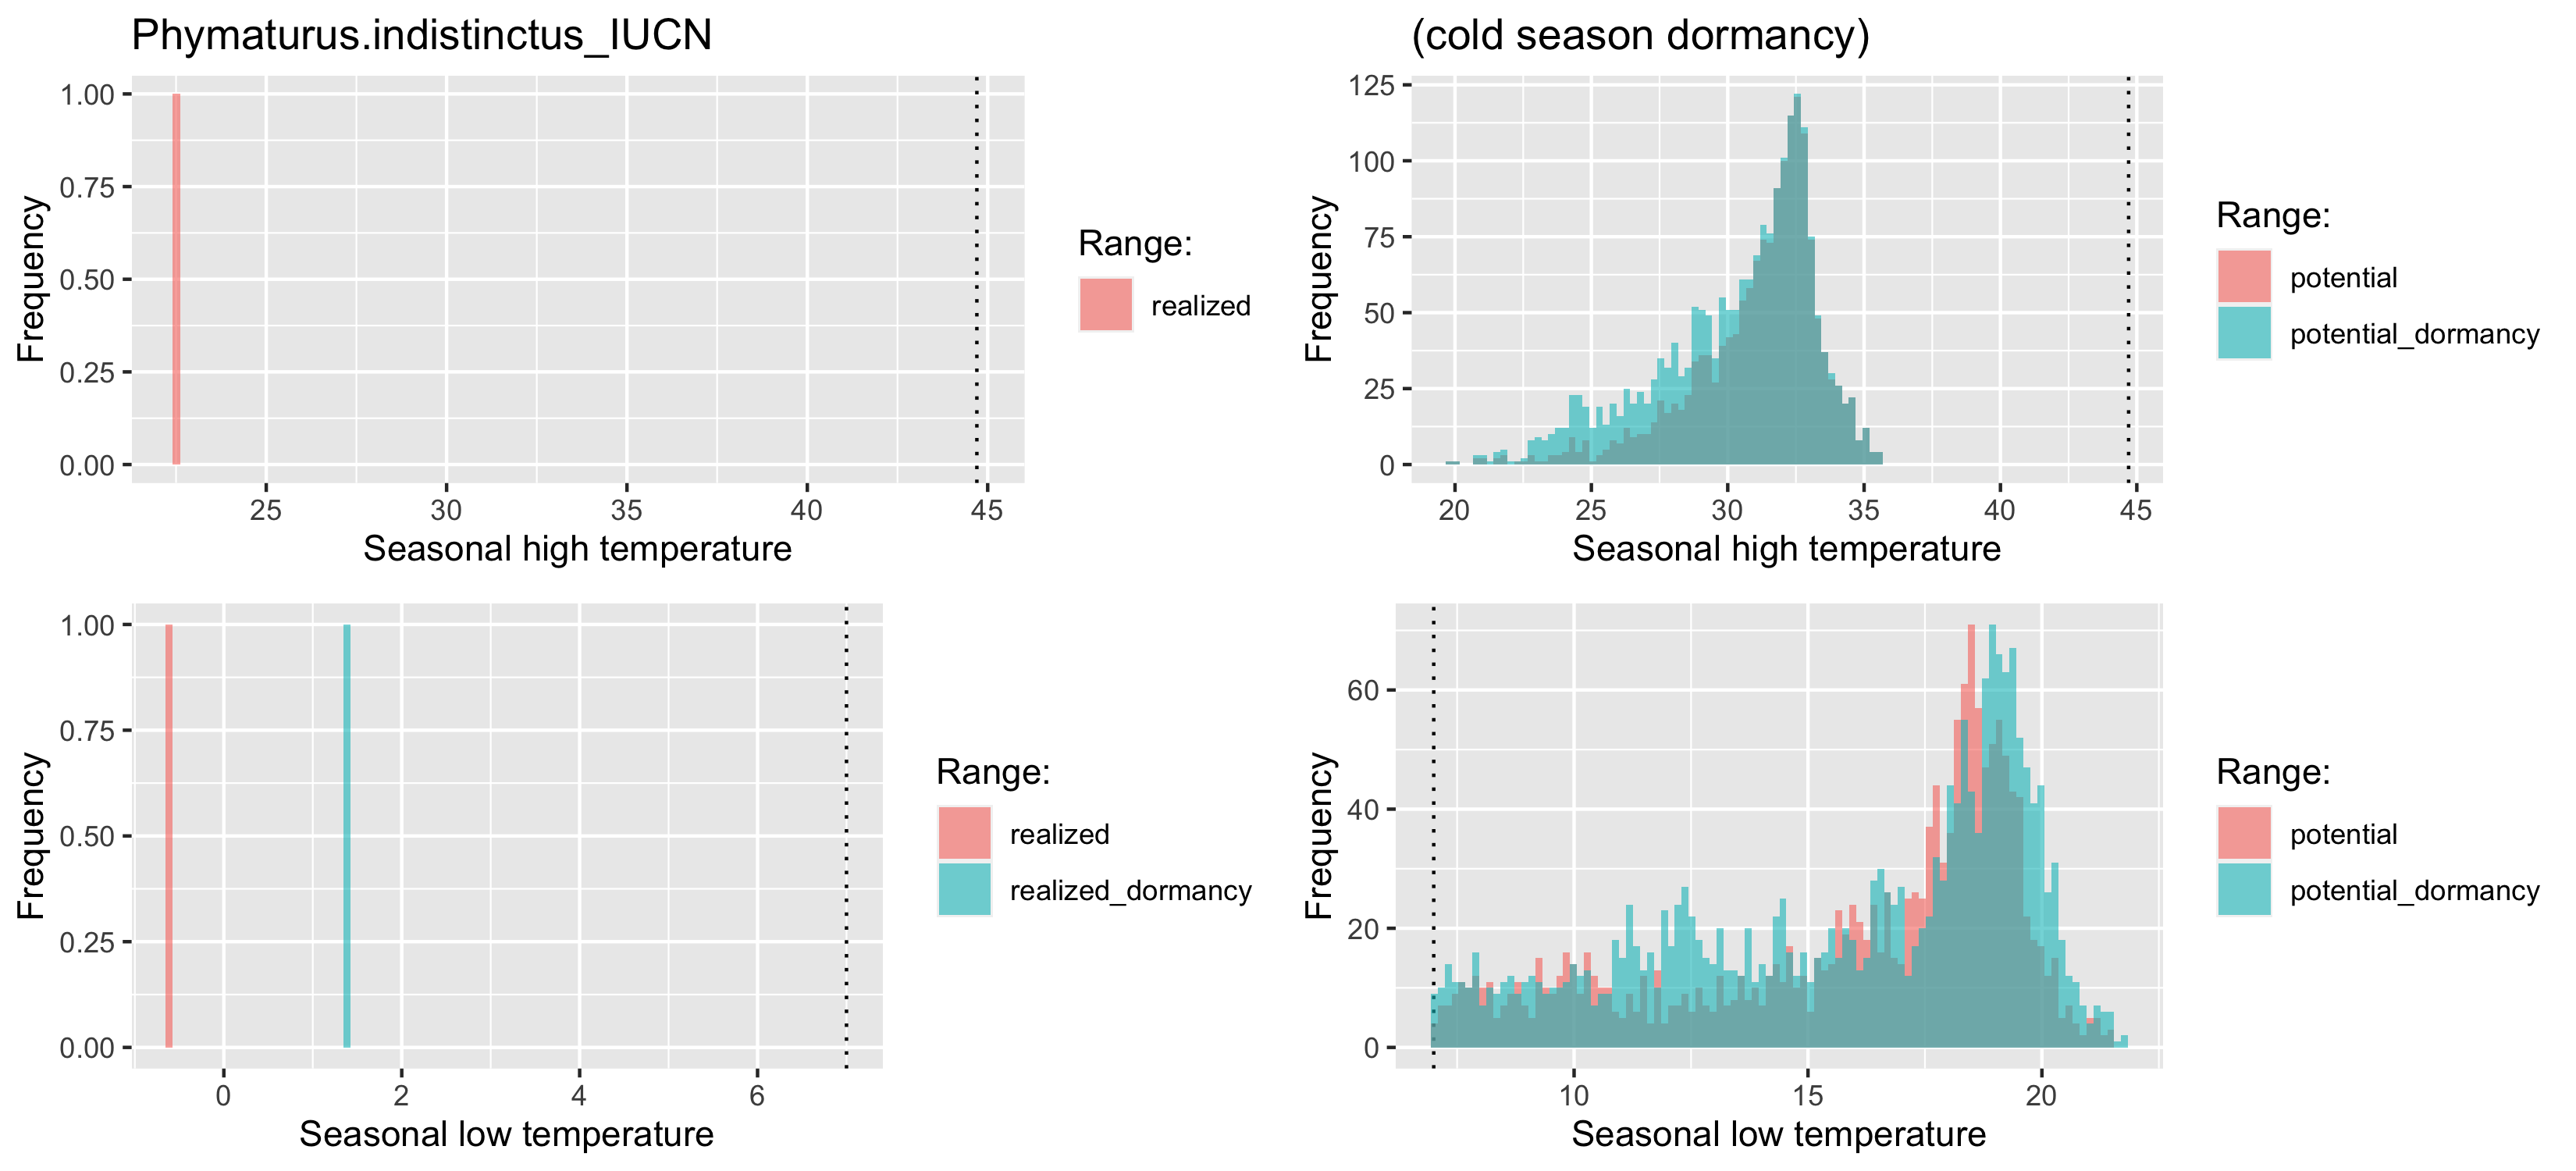 Phymaturus.indistinctus_IUCN
1.00
0.75
0.50
0.25
0.00
Frequency
25 30 35 40 45
Seasonal high temperature
Range:
realized
(cold season dormancy)
125
100
75
50
25
0
Frequency
20 25 30 35 40 45
Seasonal high temperature
Range:
potential
potential_dormancy
1.00
0.75
0.50
0.25
0.00
Frequency
0 2 4 6
Seasonal low temperature
Range:
realized
realized_dormancy
60
40
20
0
Frequency
10 15 20
Seasonal low temperature
Range:
potential
potential_dormancy